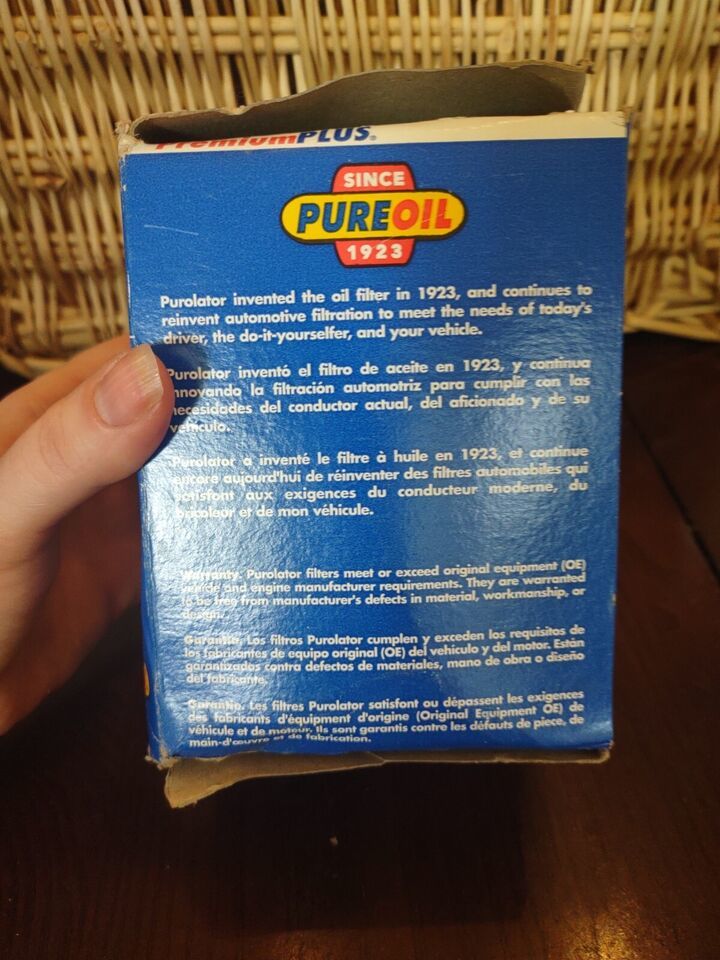 PremiumPLUS®
SINCE
PUREOIL
1923
Purolator invented the oil filter in 1923, and continues to
reinvent automotive filtration to meet the needs of today's
driver, the do-it-yourselfer, and your vehicle.
Purolator inventó el filtro de aceite en 1923, y continua
innovando la filtración automotriz para cumplir con las
necesidades del conductor actual, del aficionado y de su
vehículo.
Purolator a inventé le filtre à huile en 1923, et continue
encore aujourd'hui de réinventer des filtres automobiles qui
satisfont aux exigences du conducteur moderne, du
bricoleur et de mon véhicule.
Warranty. Purolator filters meet or exceed original equipment (OE)
vehicle and engine manufacturer requirements. They are warranted
to be free from manufacturer's defects in material, workmanship, or
design.
Garantía. Los filtros Purolator cumplen y exceden los requisitos de
los fabricantes de equipo original (OE) del vehículo y del motor. Están
garantizados contra defectos de materiales, mano de obra o diseño
del fabricante.
Les filtres Purolator satisfont ou dépassent les exigences
des fabricants d'équipment d'origine (Original Equipment OE) de
véhicule et de moteur. Ils sont garantis contre les défauts de piece, de
main-d'œuvre et de fabrication.